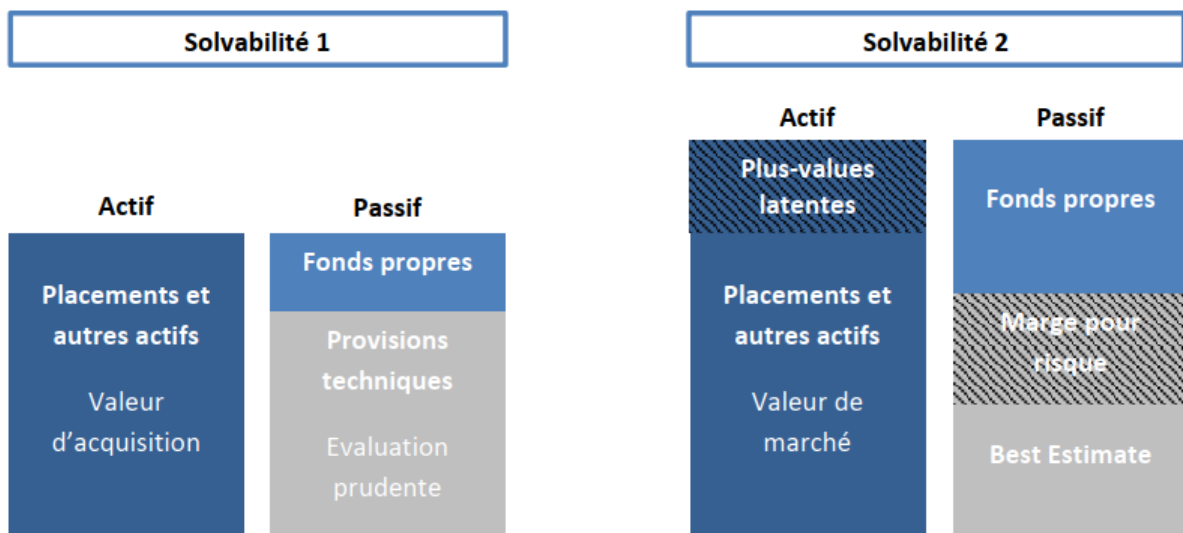 Solvabilité 1
Actif
Passif
Placements et
autres actifs
Valeur
d'acquisition
Fonds propres
Provisions
techniques
Evaluation
prudente
Solvabilité 2
Actif
Passif
Plus-values
latentes
Placements et
autres actifs
Valeur de
marché
Fonds propres
Marge pour
risque
Best Estimate